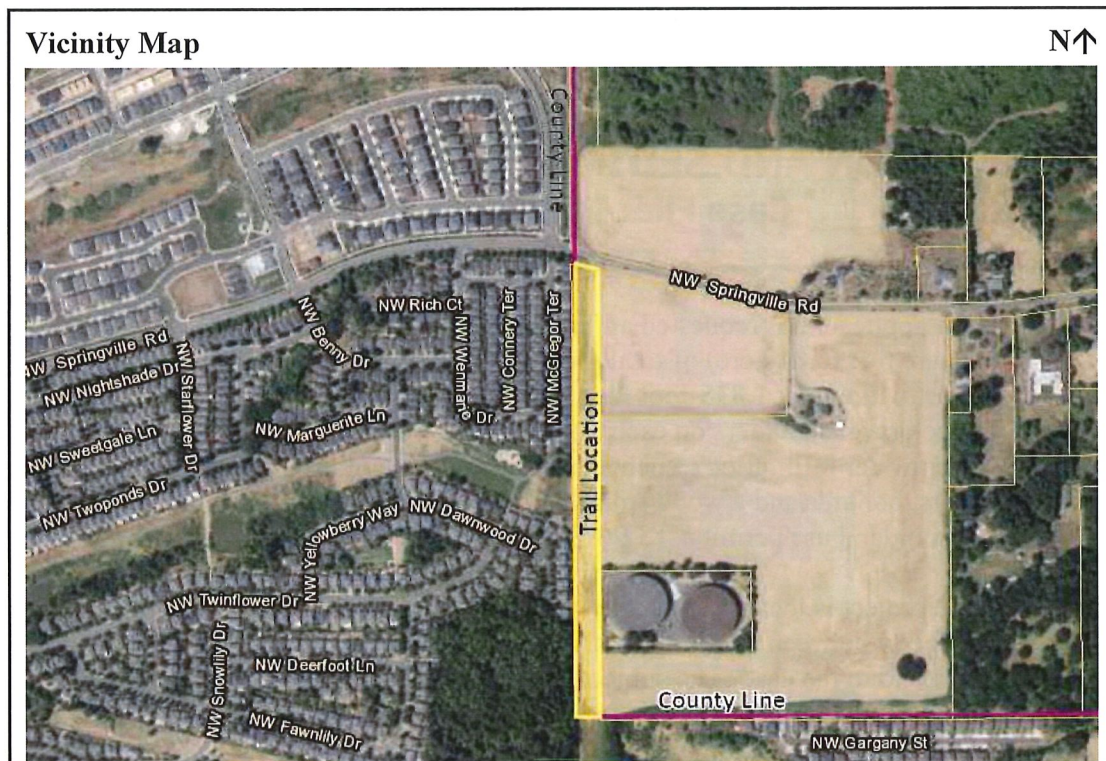 Vicinity Map
N↑
County Line
NW Springville Rd
NW Rich Ct
NW Benny Dr
NW Wenmarie Dr
NW Connery Ter
NW McGregor Ter
NW Springville Rd
NW Nightshade Dr
NW Starflower Dr
NW Marguerite Ln
NW Sweetgale Ln
NW Twoponds Dr
Trail Location
NW Yellowberry Way
NW Dawnwood Dr
NW Twinflower Dr
NW Snowlily Dr
NW Deerfoot Ln
NW Fawnlily Dr
County Line
NW Gargany St